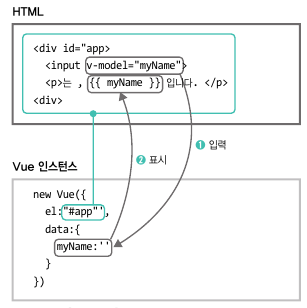 HTML
<div id="app>
<input v-model="myName">
<p>는 , {{ myName }} 입니다. </p>
<div>
❶ 입력
❷ 표시
Vue 인스턴스
new Vue({
el:"#app"',
data:{
myName:''
}
})